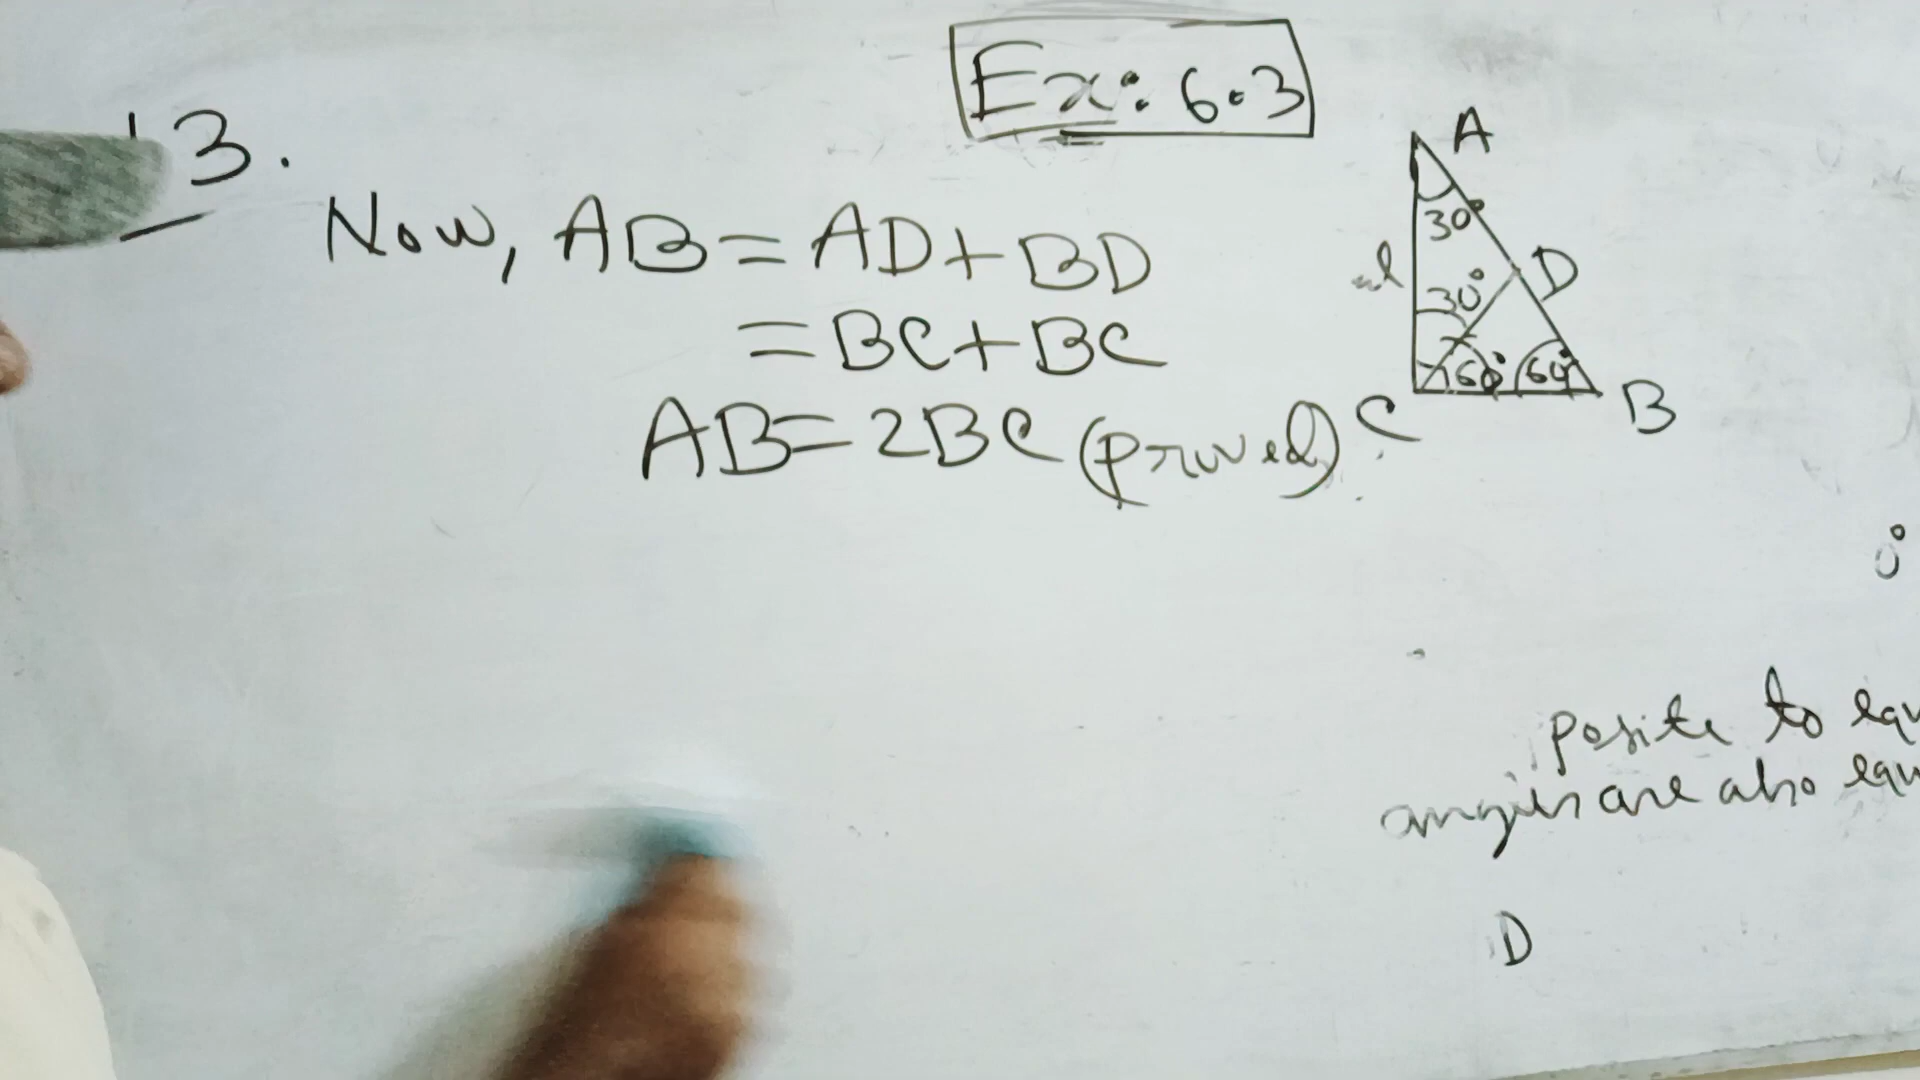 Ex: 6.3
13.
Now, AB = AD + BD
= BC + BC
AB = 2BC (proved)
A
30°
D
30°
60° 60°
C
B
0°
posite to equ
angles are also equ
D